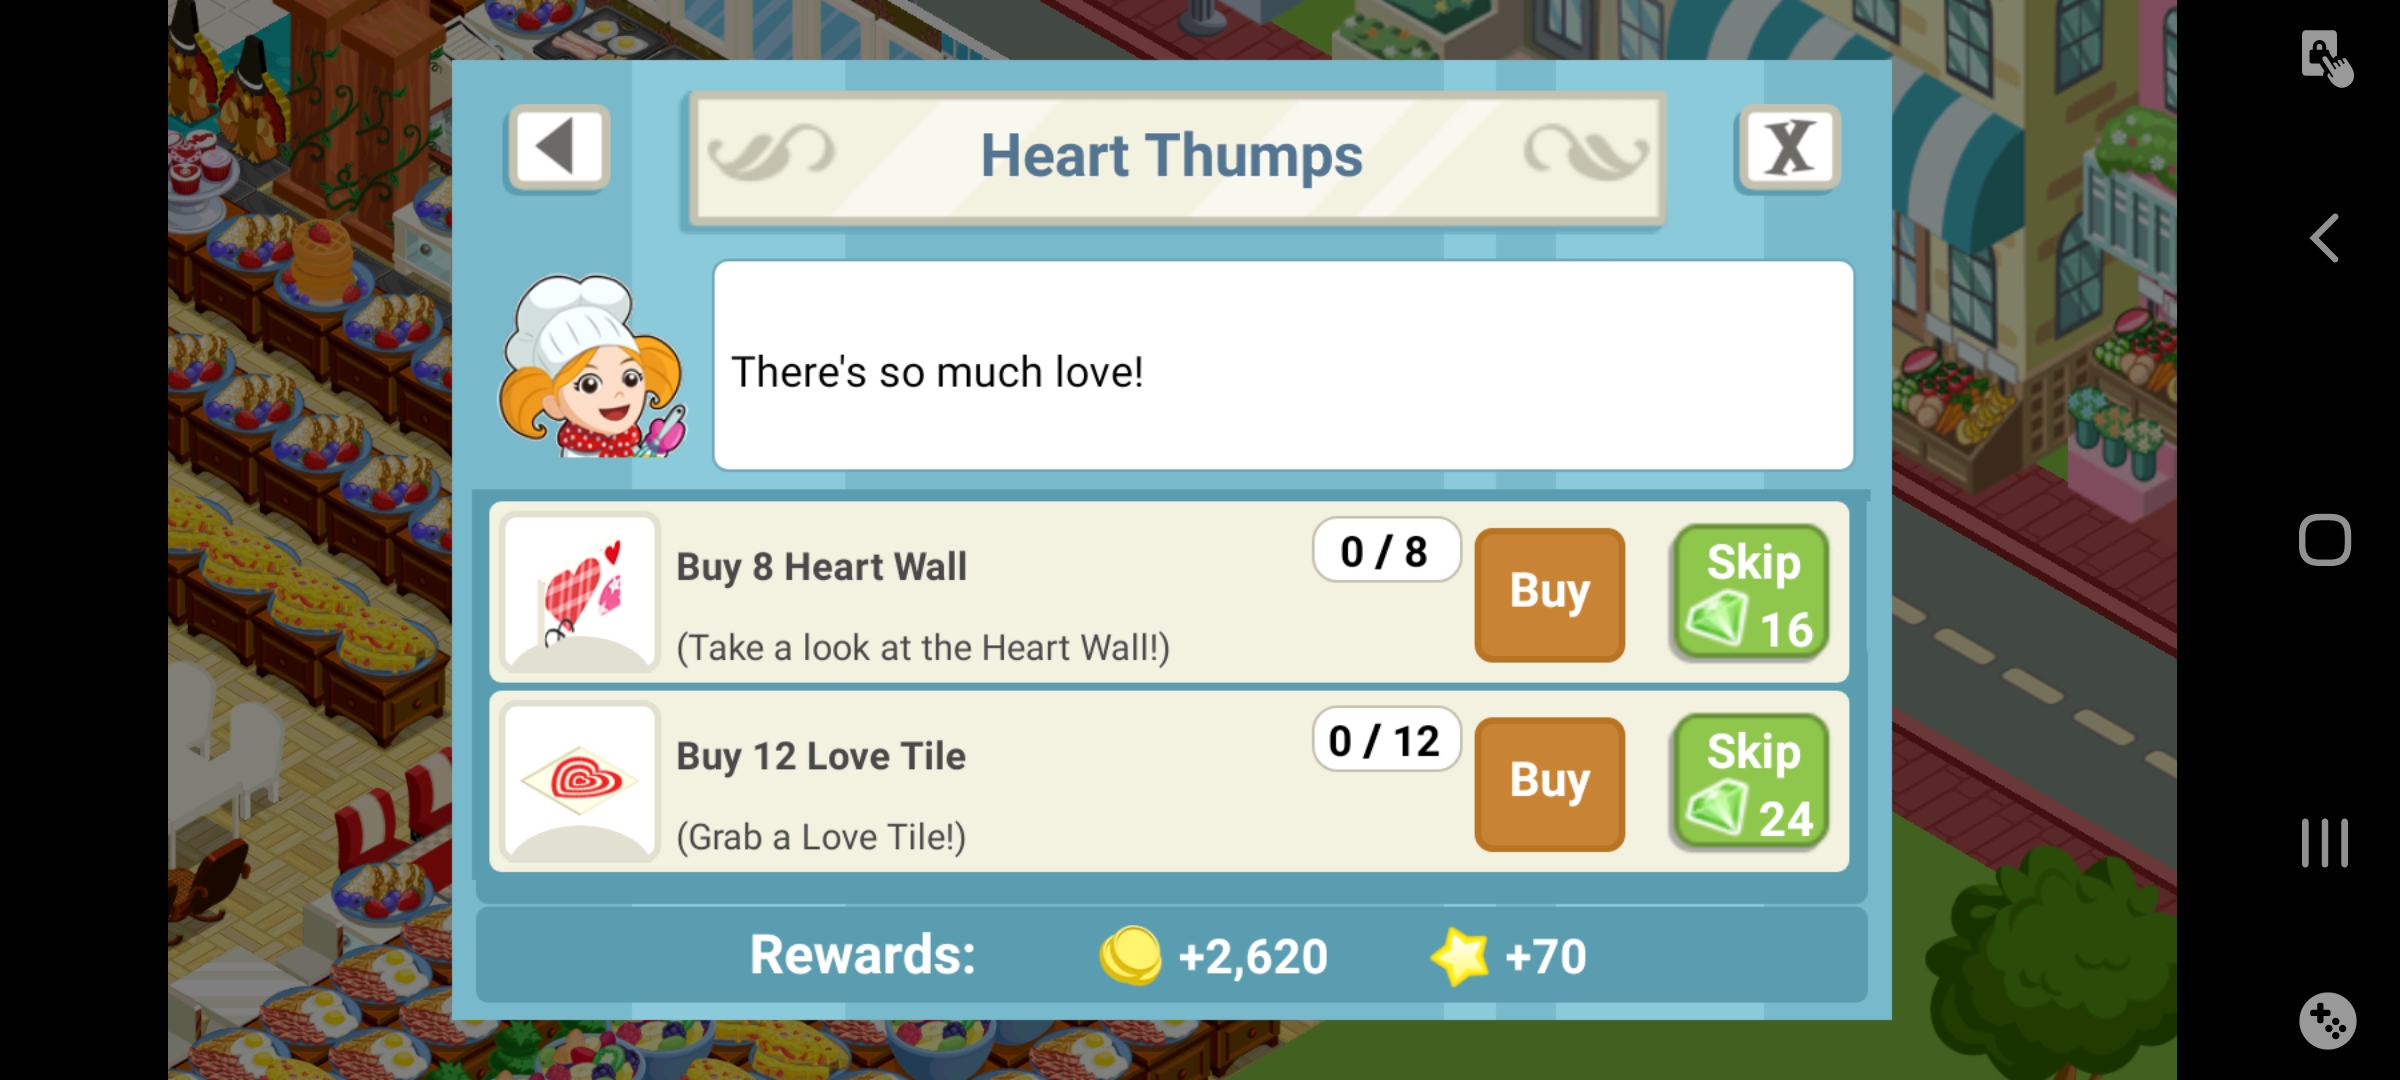 Heart Thumps
X
There's so much love!
Buy 8 Heart Wall
(Take a look at the Heart Wall!)
0 / 8
Buy
Skip
16
Buy 12 Love Tile
(Grab a Love Tile!)
0 / 12
Buy
Skip
24
Rewards: +2,620 +70